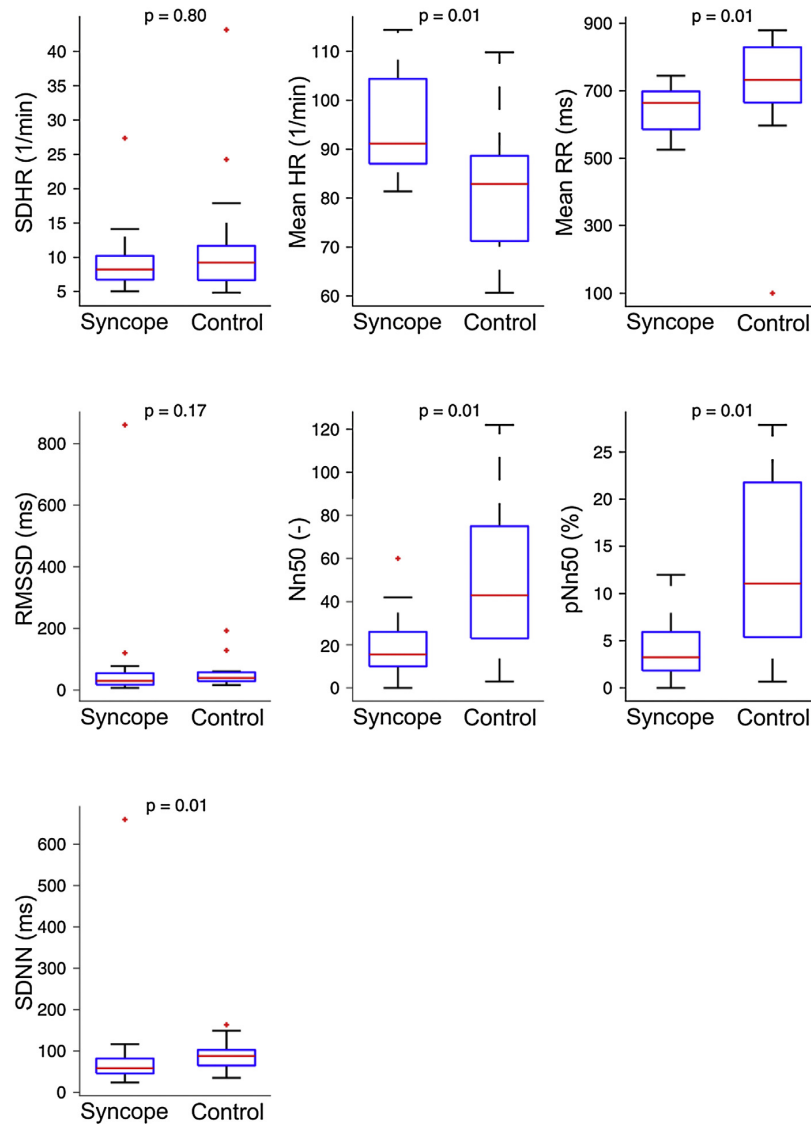 p = 0.80
SDHR (1/min)
40
35
30
25
20
15
10
5
Syncope Control
p = 0.01
Mean HR (1/min)
110
100
90
80
70
60
Syncope Control
p = 0.01
Mean RR (ms)
900
700
500
300
100
Syncope Control
p = 0.17
RMSSD (ms)
800
600
400
200
0
Syncope Control
p = 0.01
Nn50 (-)
120
100
80
60
40
20
0
Syncope Control
p = 0.01
pNn50 (%)
25
20
15
10
5
0
Syncope Control
p = 0.01
SDNN (ms)
600
500
400
300
200
100
0
Syncope Control